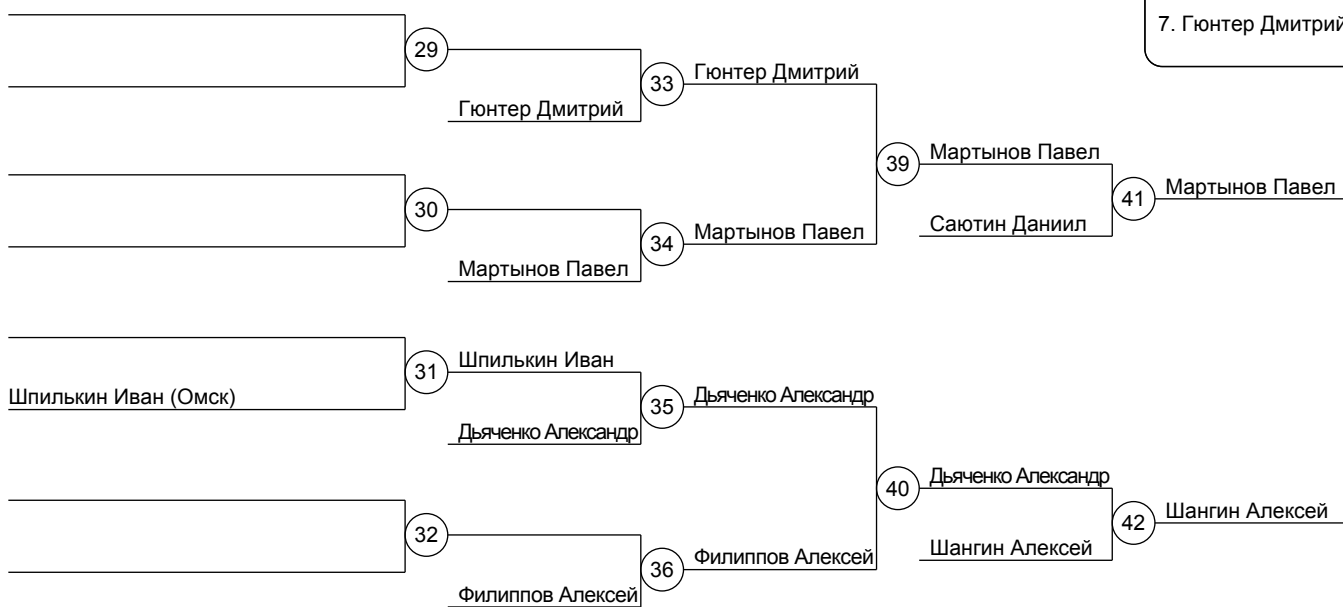 7. Гюнтер Дмитрий
29
33
Гюнтер Дмитрий
Гюнтер Дмитрий
39
Мартынов Павел
30
41
Мартынов Павел
34
Мартынов Павел
Саютин Даниил
Мартынов Павел
31
Шпилькин Иван
Шпилькин Иван (Омск)
35
Дьяченко Александр
Дьяченко Александр
40
Дьяченко Александр
32
42
Шангин Алексей
36
Филиппов Алексей
Шангин Алексей
Филиппов Алексей